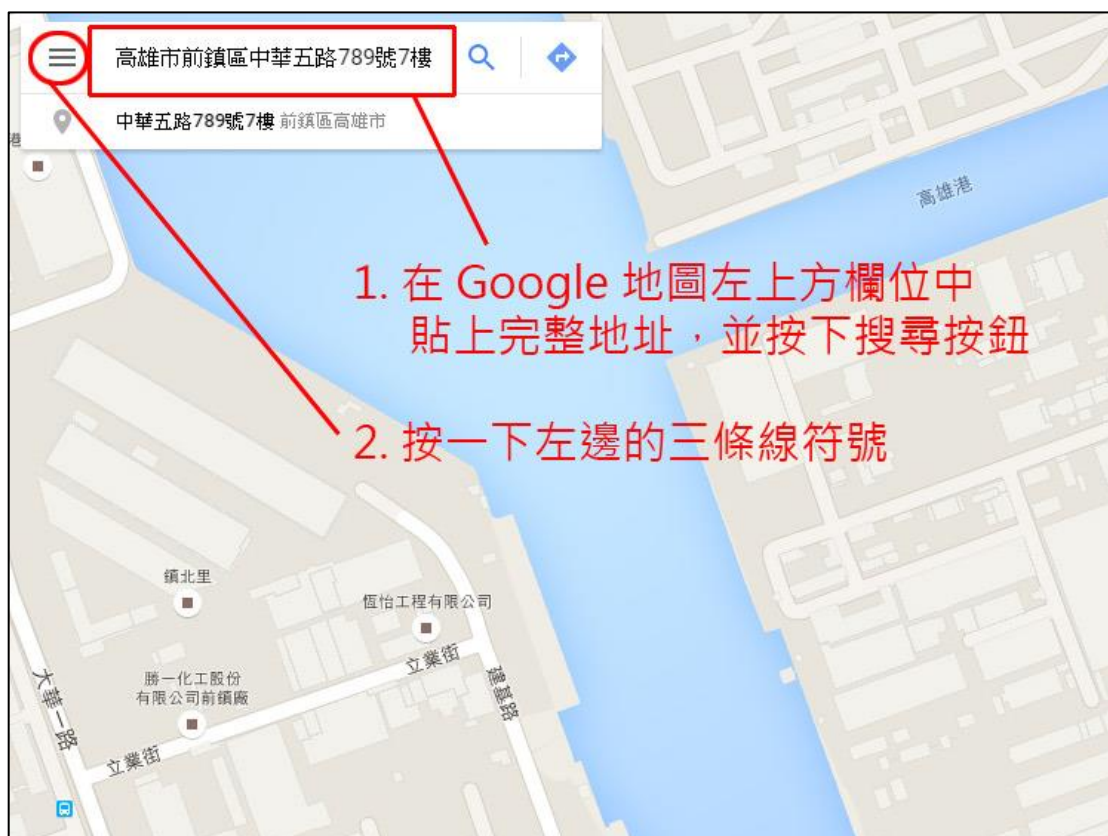 高雄市前鎮區中華五路789號7樓
中華五路789號7樓 前鎮區高雄市
港
高雄港
1. 在 Google 地圖左上方欄位中
貼上完整地址，並按下搜尋按鈕
2. 按一下左邊的三條線符號
鎮北里
恆怡工程有限公司
立業街
建基路
大華一路
勝一化工股份
有限公司前鎮廠
立業街